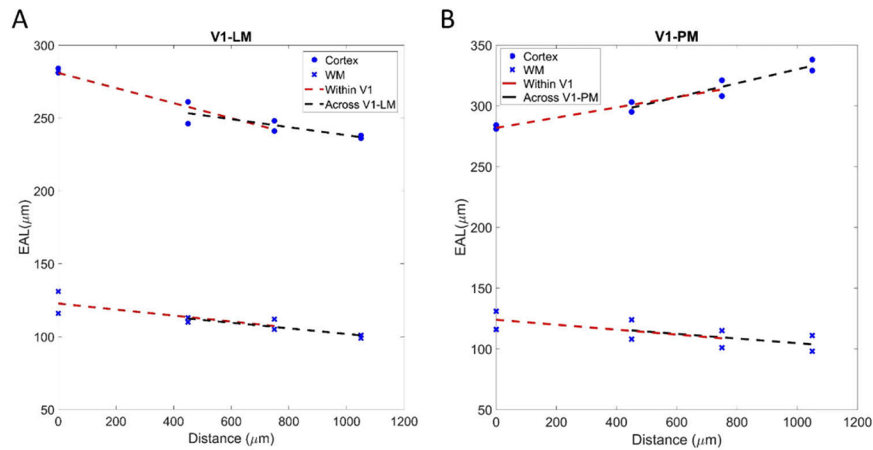 A
V1-LM
300
250
200
150
100
50
EAL(μm)
Cortex
WM
Within V1
Across V1-LM
0
200
400
600
800
1000
1200
Distance (μm)
B
V1-PM
350
300
250
200
150
100
50
EAL(μm)
Cortex
WM
Within V1
Across V1-PM
0
200
400
600
800
1000
1200
Distance (μm)